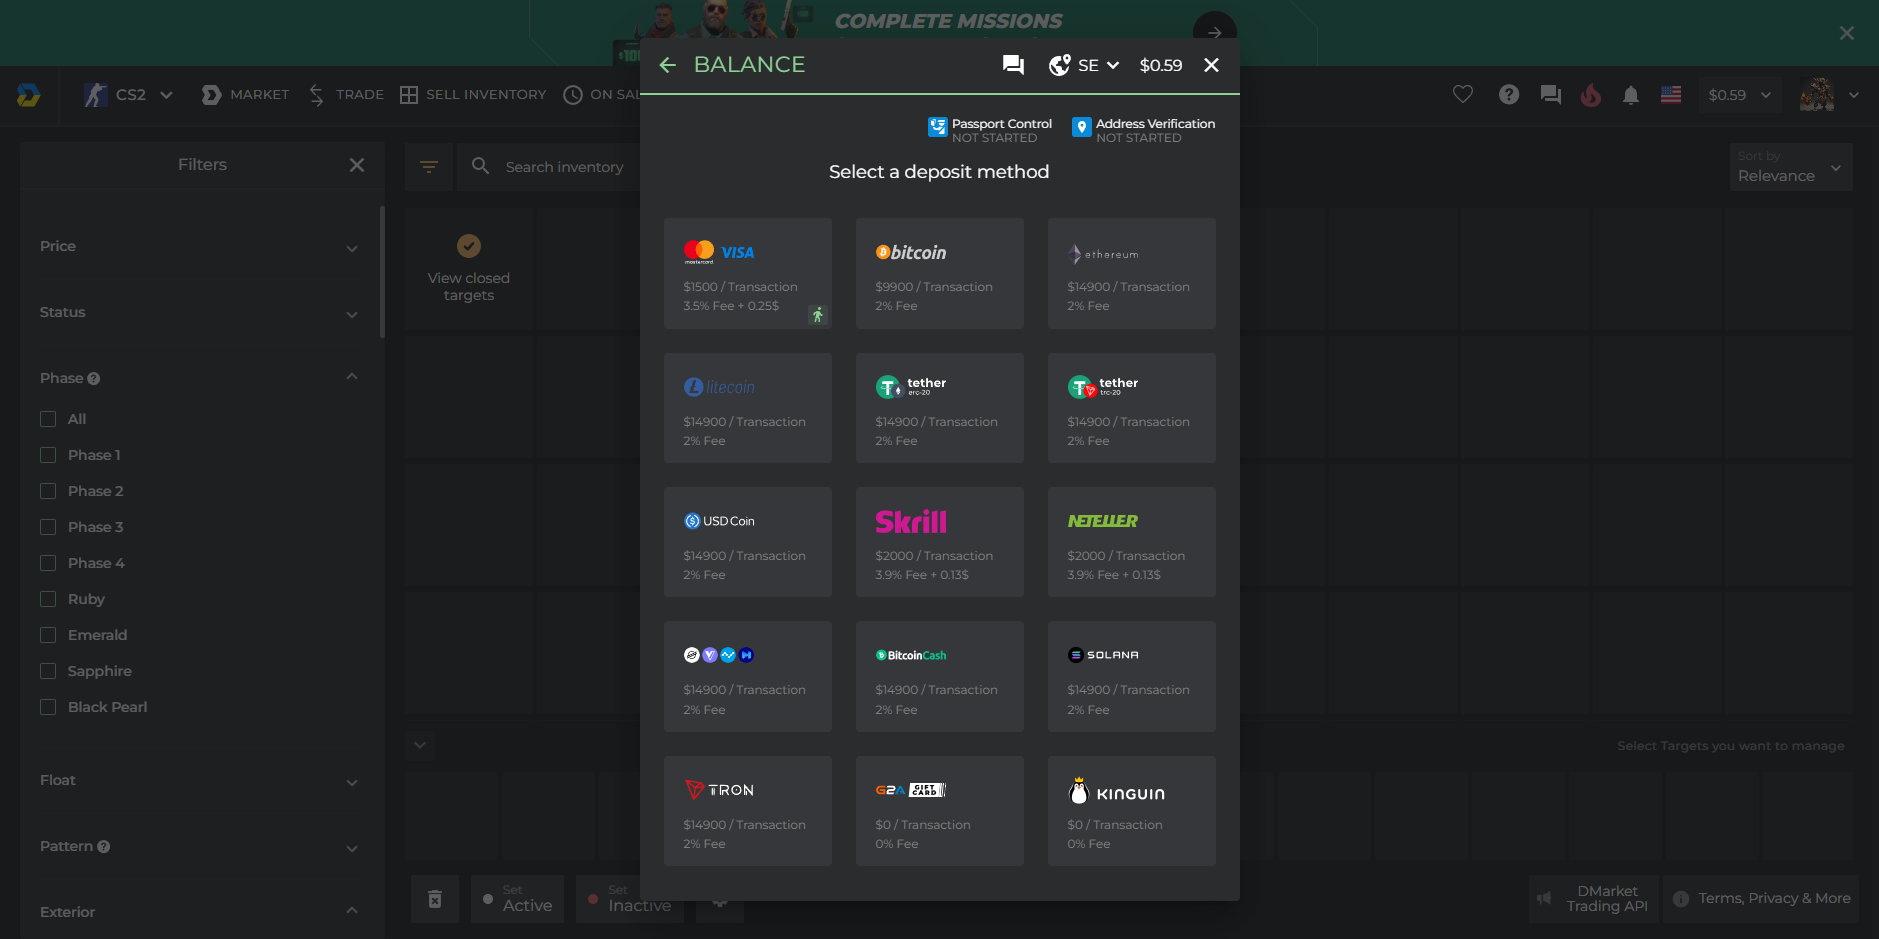 COMPLETE MISSIONS
BALANCE
SE
$0.59
CS2
MARKET
TRADE
SELL INVENTORY
ON SAL
$0.59
Passport Control
NOT STARTED
Address Verification
NOT STARTED
Filters
Search inventory
Select a deposit method
Sort by
Relevance
Price
Status
Phase
All
Phase 1
Phase 2
Phase 3
Phase 4
Ruby
Emerald
Sapphire
Black Pearl
Float
Pattern
Exterior
View closed
targets
mastercard VISA
$1500 / Transaction
3.5% Fee + 0.25$
bitcoin
$9900 / Transaction
2% Fee
ethereum
$14900 / Transaction
2% Fee
litecoin
$14900 / Transaction
2% Fee
tether
erc-20
$14900 / Transaction
2% Fee
tether
trc-20
$14900 / Transaction
2% Fee
USD Coin
$14900 / Transaction
2% Fee
Skrill
$2000 / Transaction
3.9% Fee + 0.13$
NETELLER
$2000 / Transaction
3.9% Fee + 0.13$
$14900 / Transaction
2% Fee
BitcoinCash
$14900 / Transaction
2% Fee
SOLANA
$14900 / Transaction
2% Fee
TRON
$14900 / Transaction
2% Fee
G2A GIFT CARD
$0 / Transaction
0% Fee
KINGUIN
$0 / Transaction
0% Fee
Select Targets you want to manage
Set
Active
Set
Inactive
DMarket
Trading API
Terms, Privacy & More